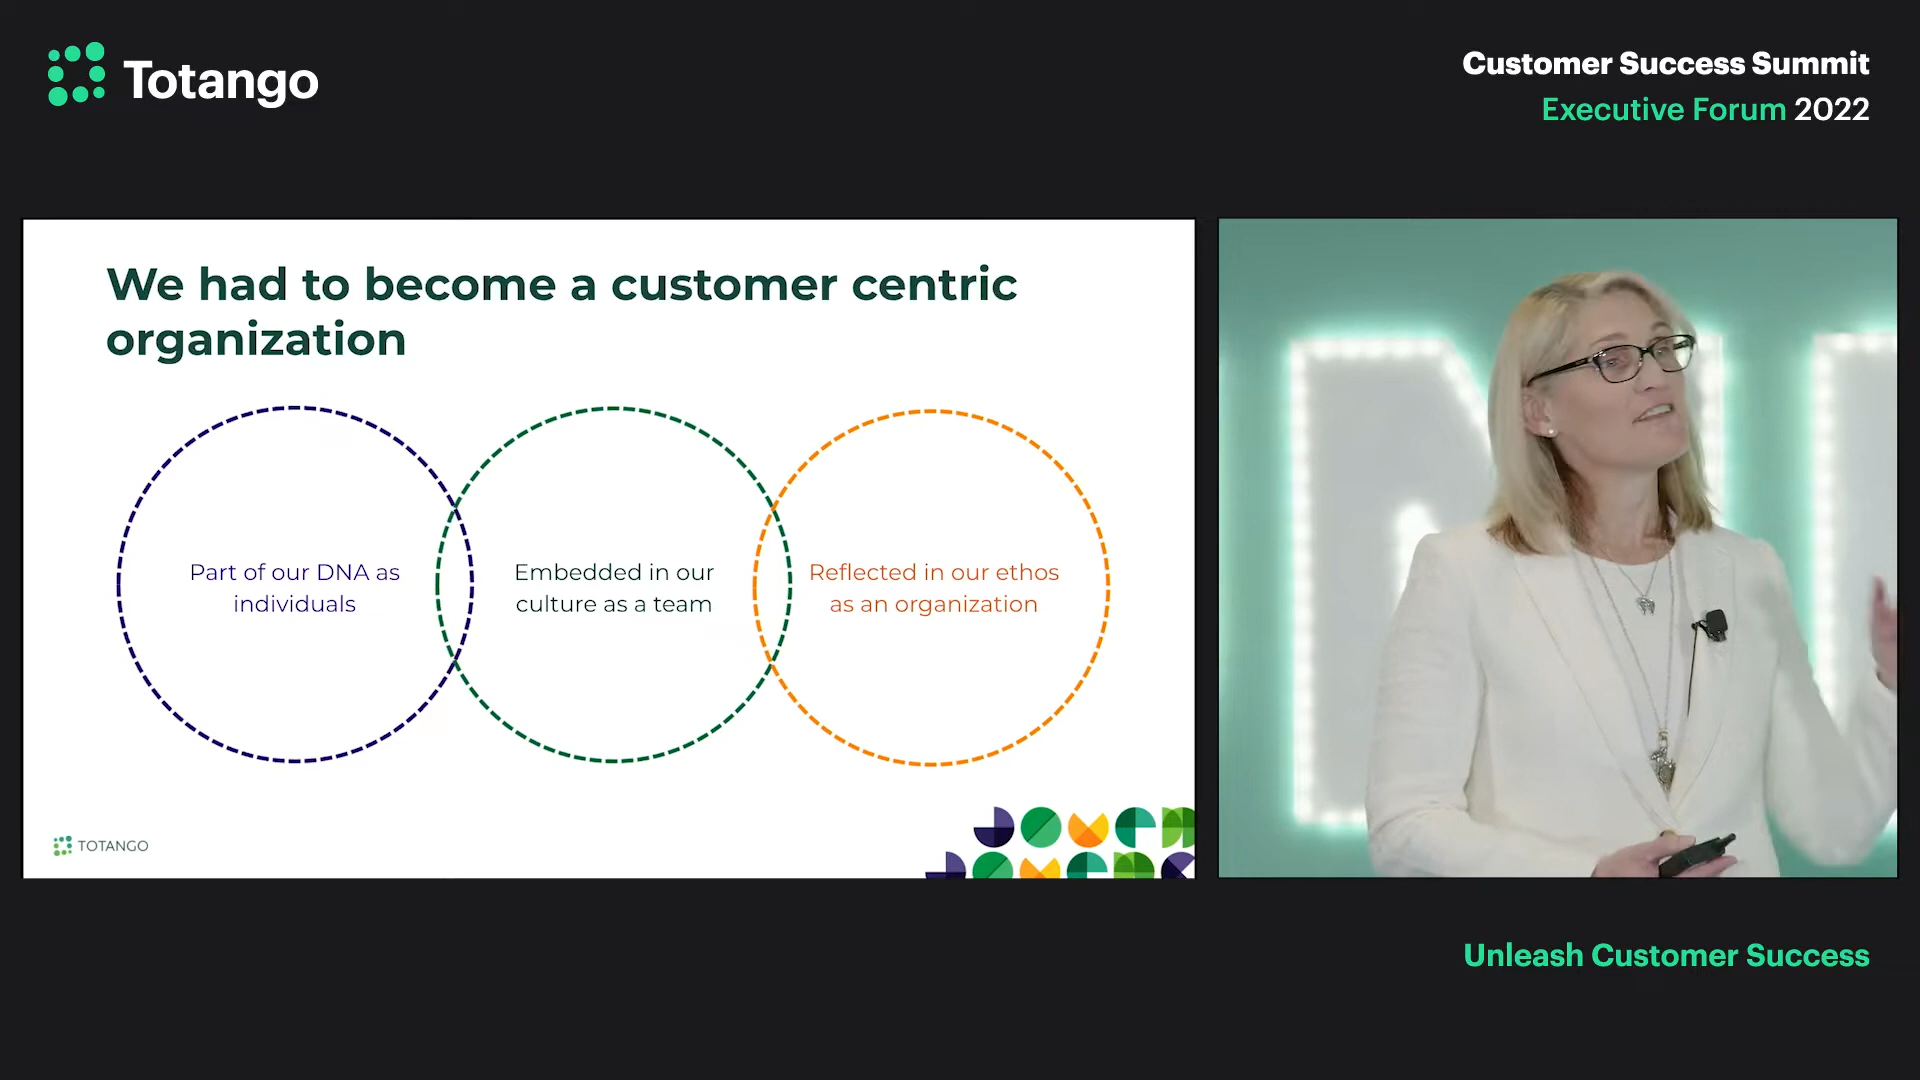 Totango
Customer Success Summit
Executive Forum 2022
We had to become a customer centric
organization
Part of our DNA as
individuals
Embedded in our
culture as a team
Reflected in our ethos
as an organization
TOTANGO
Unleash Customer Success